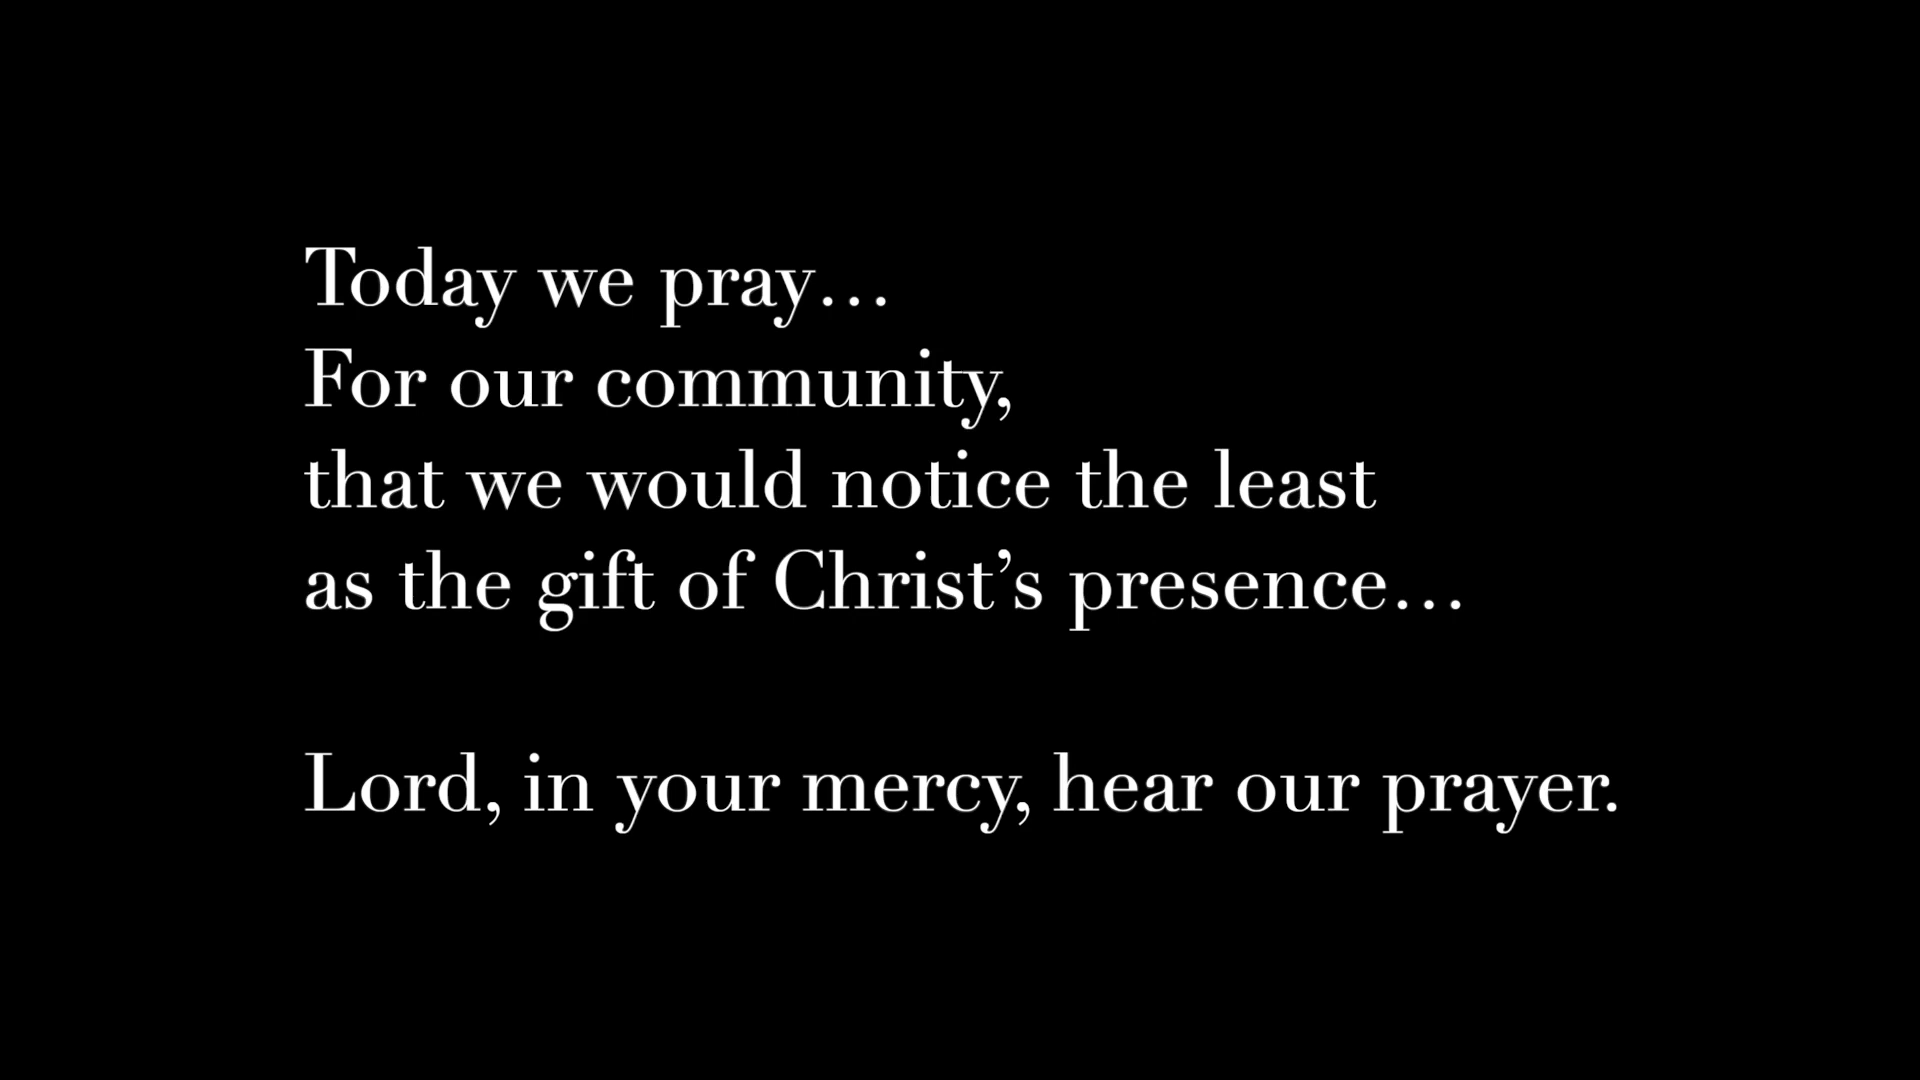 Today we pray…
For our community,
that we would notice the least
as the gift of Christ’s presence…
Lord, in your mercy, hear our prayer.